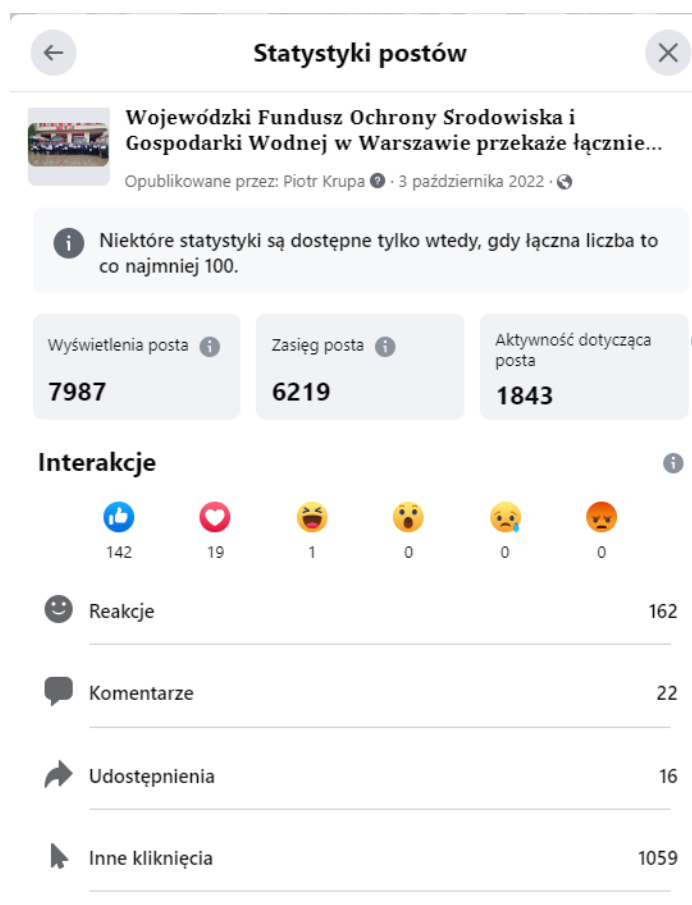 Statystyki postów
Wojewódzki Fundusz Ochrony Środowiska i
Gospodarki Wodnej w Warszawie przekaże łącznie...
Opublikowane przez: Piotr Krupa · 3 października 2022 ·
Niektóre statystyki są dostępne tylko wtedy, gdy łączna liczba to
co najmniej 100.
Wyświetlenia posta
7987
Zasięg posta
6219
Aktywność dotycząca
posta
1843
Interakcje
142 19 1 0 0 0
Reakcje 162
Komentarze 22
Udostępnienia 16
Inne kliknięcia 1059